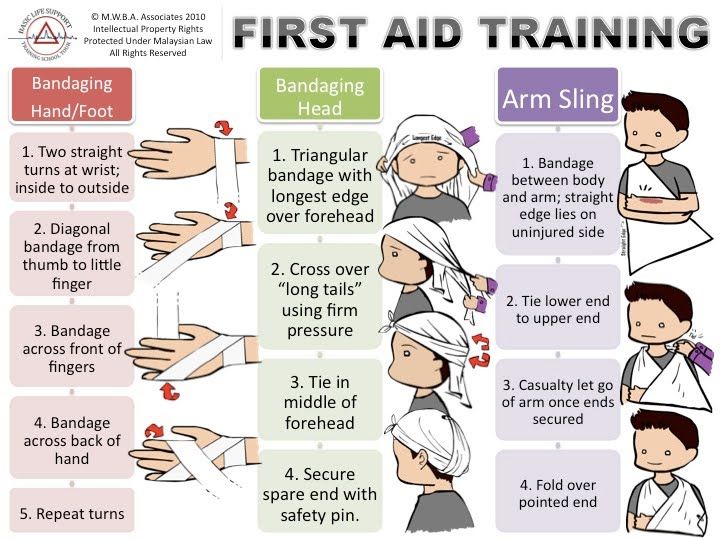 BASIC LIFE SUPPORT
TRAINING SCHOOL TMUK
© M.W.B.A. Associates 2010
Intellectual Property Rights
Protected Under Malaysian Law
All Rights Reserved
FIRST AID TRAINING
Bandaging
Hand/Foot
1. Two straight
turns at wrist;
inside to outside
2. Diagonal
bandage from
thumb to little
finger
3. Bandage
across front of
fingers
4. Bandage
across back of
hand
5. Repeat turns
Bandaging
Head
1. Triangular
bandage with
longest edge
over forehead
2. Cross over
“long tails”
using firm
pressure
3. Tie in
middle of
forehead
4. Secure
spare end with
safety pin.
Longest Edge
Arm Sling
1. Bandage
between body
and arm; straight
edge lies on
uninjured side
2. Tie lower end
to upper end
3. Casualty let go
of arm once ends
secured
4. Fold over
pointed end
Straight Edge